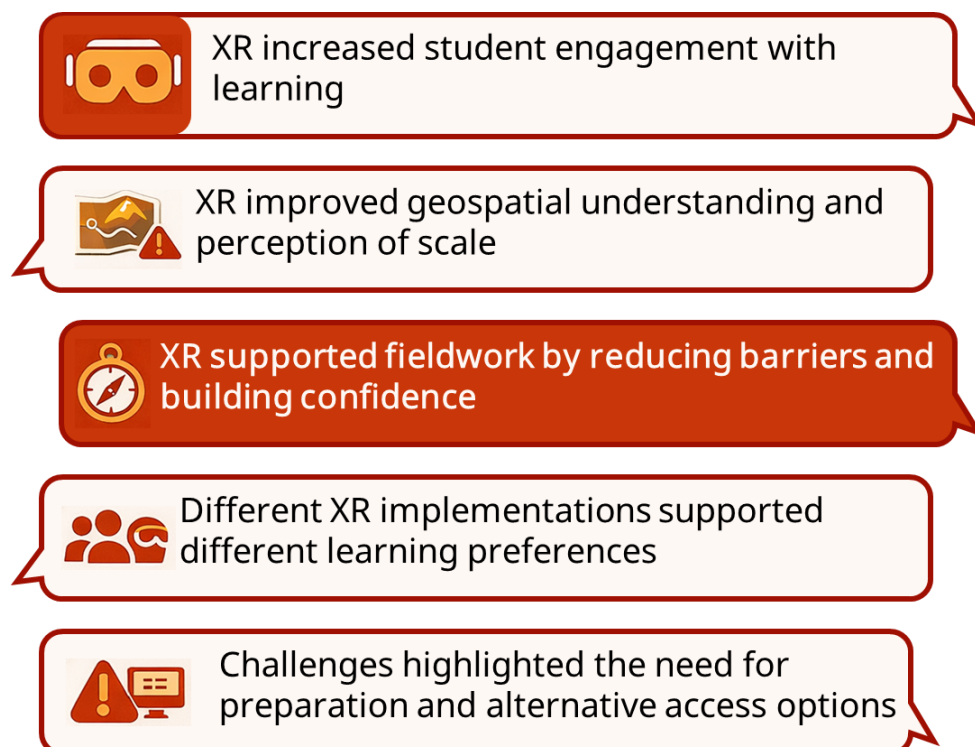 XR increased student engagement with
learning
XR improved geospatial understanding and
perception of scale
XR supported fieldwork by reducing barriers and
building confidence
Different XR implementations supported
different learning preferences
Challenges highlighted the need for
preparation and alternative access options